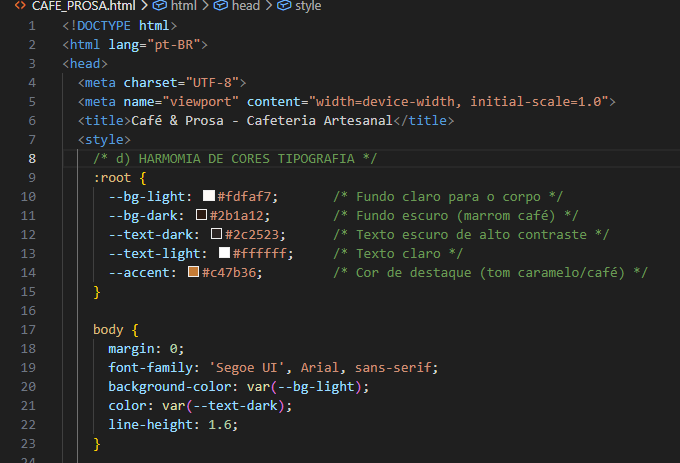 CAFE_PROSA.html > html > head > style
1 <!DOCTYPE html>
2 <html lang="pt-BR">
3 <head>
4 <meta charset="UTF-8">
5 <meta name="viewport" content="width=device-width, initial-scale=1.0">
6 <title>Café & Prosa - Cafeteria Artesanal</title>
7 <style>
8 /* d) HARMOMIA DE CORES TIPOGRAFIA */
9 :root {
10 --bg-light: #fdfaf7; /* Fundo claro para o corpo */
11 --bg-dark: #2b1a12; /* Fundo escuro (marrom café) */
12 --text-dark: #2c2523; /* Texto escuro de alto contraste */
13 --text-light: #ffffff; /* Texto claro */
14 --accent: #c47b36; /* Cor de destaque (tom caramelo/café) */
15 }
16
17 body {
18 margin: 0;
19 font-family: 'Segoe UI', Arial, sans-serif;
20 background-color: var(--bg-light);
21 color: var(--text-dark);
22 line-height: 1.6;
23 }
24